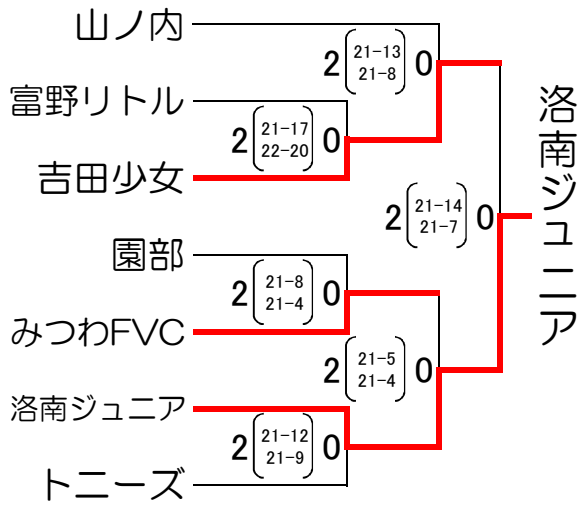 山ノ内
2 21-13 0
21-8
富野リトル
2 21-17 0
22-20
吉田少女
2 21-14 0
21-7
園部
2 21-8 0
21-4
みつわFVC
2 21-5 0
21-4
洛南ジュニア
2 21-12 0
21-9
トニーズ
洛南ジュニア